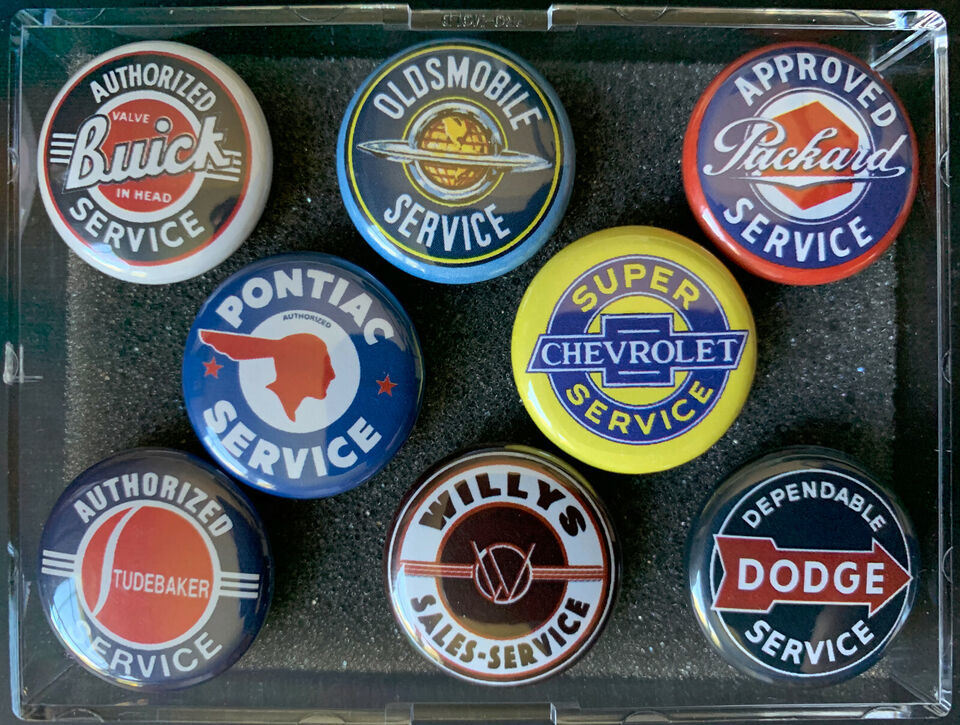 AUTHORIZED
VALVE
Buick
IN HEAD
SERVICE
OLDSMOBILE
SERVICE
APPROVED
Packard
SERVICE
PONTIAC
AUTHORIZED
SERVICE
SUPER
CHEVROLET
SERVICE
AUTHORIZED
STUDEBAKER
SERVICE
WILLYS
W
SALES-SERVICE
DEPENDABLE
DODGE
SERVICE